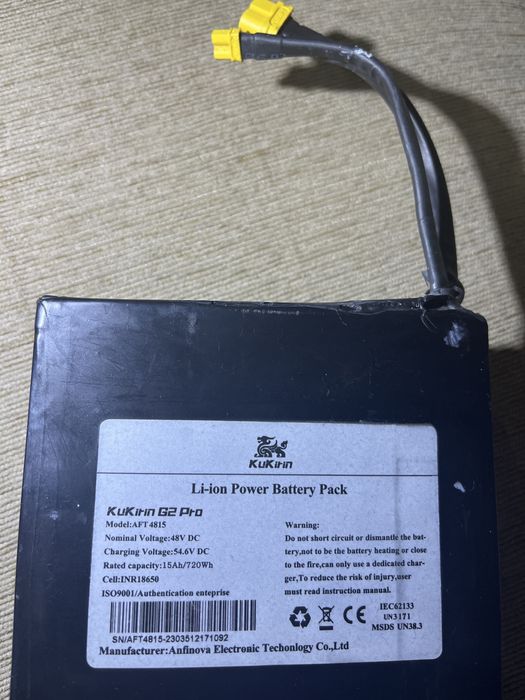 KuKirin
Li-ion Power Battery Pack
KuKirin G2 Pro
Model:AFT4815
Nominal Voltage:48V DC
Charging Voltage:54.6V DC
Rated capacity:15Ah/720Wh
Cell:INR18650
ISO9001/Authentication enteprise
SN/AFT4815-2303512171092
Warning:
Do not short circuit or dismantle the bat-
tery,not to be the battery heating or close
to the fire,can only use a dedicated char-
ger,To reduce the risk of injury,user
must read instruction manual.
CE
IEC62133
UN3171
MSDS UN38.3
Manufacturer:Anfinova Electronic Techonlogy Co.,Ltd